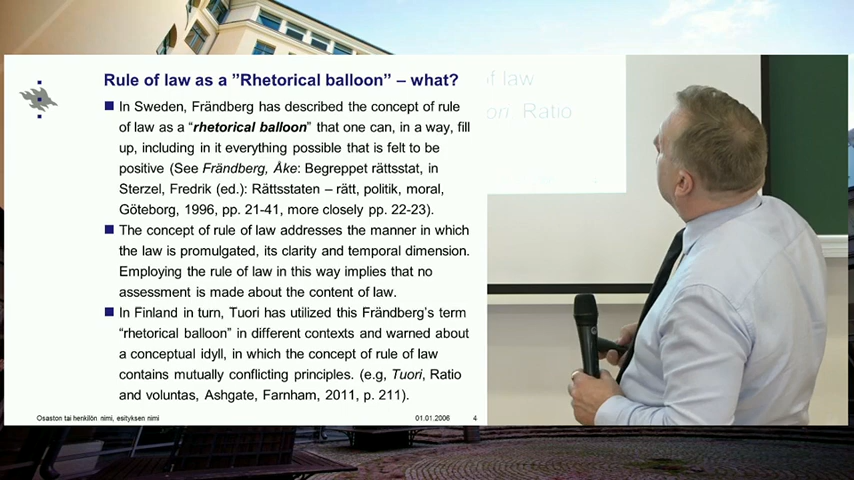 Rule of law as a ”Rhetorical balloon” – what?
In Sweden, Frändberg has described the concept of rule
of law as a “rhetorical balloon” that one can, in a way, fill
up, including in it everything possible that is felt to be
positive (See Frändberg, Åke: Begreppet rättsstat, in
Sterzel, Fredrik (ed.): Rättsstaten – rätt, politik, moral,
Göteborg, 1996, pp. 21-41, more closely pp. 22-23).
The concept of rule of law addresses the manner in which
the law is promulgated, its clarity and temporal dimension.
Employing the rule of law in this way implies that no
assessment is made about the content of law.
In Finland in turn, Tuori has utilized this Frändberg’s term
“rhetorical balloon” in different contexts and warned about
a conceptual idyll, in which the concept of rule of law
contains mutually conflicting principles. (e.g, Tuori, Ratio
and voluntas, Ashgate, Farnham, 2011, p. 211).
Osaston tai henkilön nimi, esityksen nimi 01.01.2006 4
of law
on Ratio